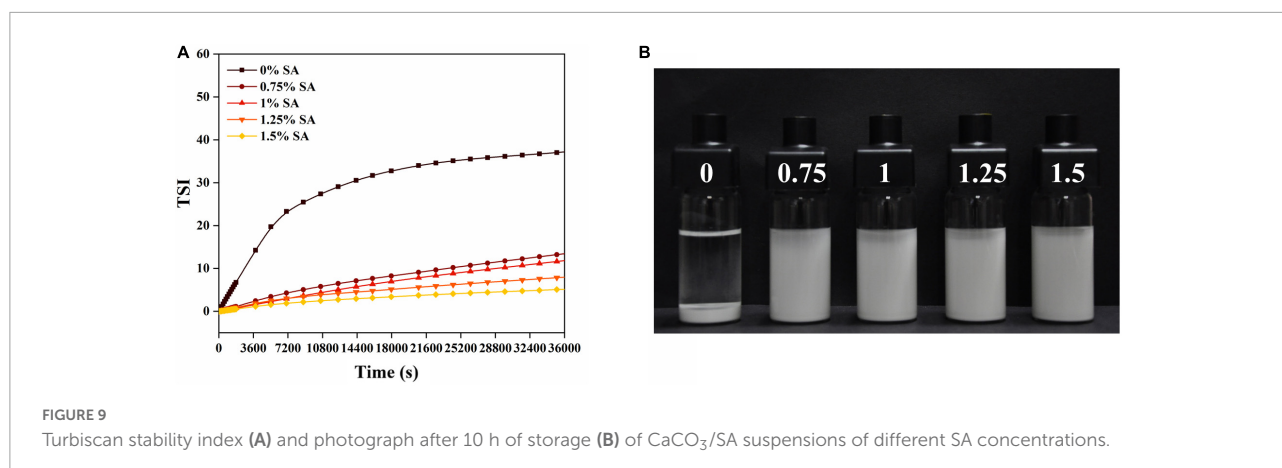 A
60
50
40
30
20
10
0
TSI
0% SA
0.75% SA
1% SA
1.25% SA
1.5% SA
0 3600 7200 10800 14400 18000 21600 25200 28800 32400 36000
Time (s)
B
0 0.75 1 1.25 1.5
FIGURE 9
Turbiscan stability index (A) and photograph after 10 h of storage (B) of CaCO₃/SA suspensions of different SA concentrations.